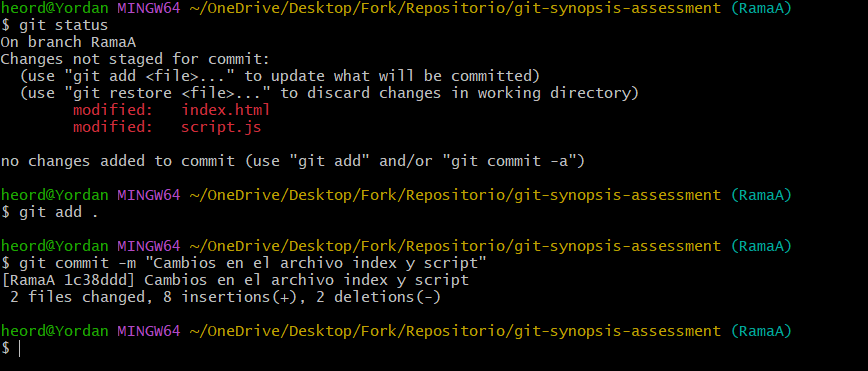 heord@Yordan MINGW64 ~/OneDrive/Desktop/Fork/Repositorio/git-synopsis-assessment (RamaA)
$ git status
On branch RamaA
Changes not staged for commit:
  (use "git add <file>..." to update what will be committed)
  (use "git restore <file>..." to discard changes in working directory)
        modified:   index.html
        modified:   script.js

no changes added to commit (use "git add" and/or "git commit -a")

heord@Yordan MINGW64 ~/OneDrive/Desktop/Fork/Repositorio/git-synopsis-assessment (RamaA)
$ git add .

heord@Yordan MINGW64 ~/OneDrive/Desktop/Fork/Repositorio/git-synopsis-assessment (RamaA)
$ git commit -m "Cambios en el archivo index y script"
[RamaA 1c38ddd] Cambios en el archivo index y script
 2 files changed, 8 insertions(+), 2 deletions(-)

heord@Yordan MINGW64 ~/OneDrive/Desktop/Fork/Repositorio/git-synopsis-assessment (RamaA)
$